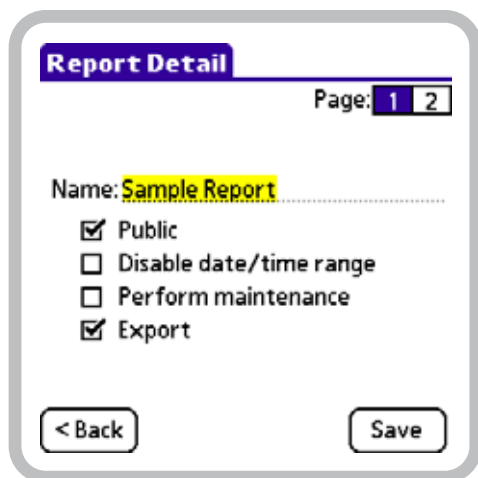 Report Detail
Page: 1 2
Name: Sample Report
Public
Disable date/time range
Perform maintenance
Export
< Back Save